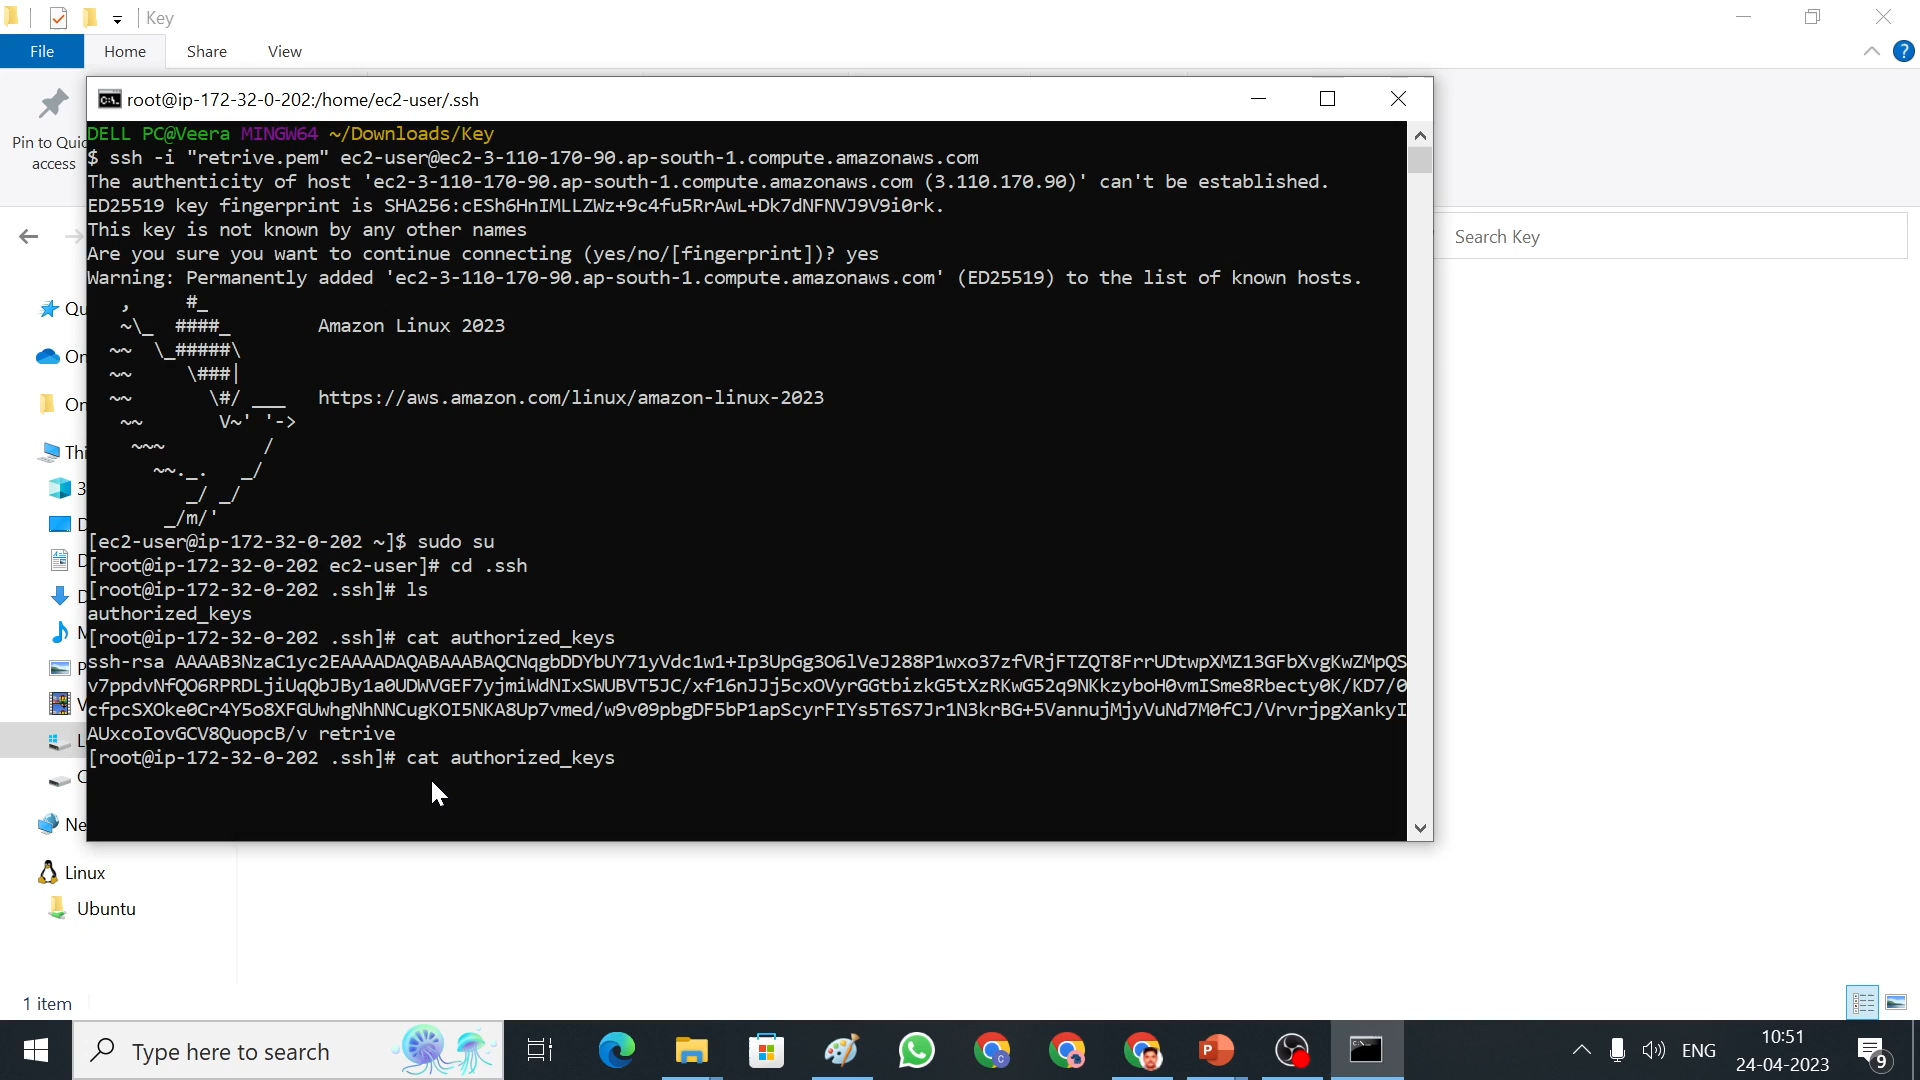 Key
File
Home
Share
View
Pin to Quic
access
root@ip-172-32-0-202:/home/ec2-user/.ssh
DELL PC@Veera MINGW64 ~/Downloads/Key
$ ssh -i "retrive.pem" ec2-user@ec2-3-110-170-90.ap-south-1.compute.amazonaws.com
The authenticity of host 'ec2-3-110-170-90.ap-south-1.compute.amazonaws.com (3.110.170.90)' can't be established.
ED25519 key fingerprint is SHA256:cESh6HnIMLLZWz+9c4fu5RrAwL+Dk7dNFNVJ9V9i0rk.
This key is not known by any other names
Are you sure you want to continue connecting (yes/no/[fingerprint])? yes
Warning: Permanently added 'ec2-3-110-170-90.ap-south-1.compute.amazonaws.com' (ED25519) to the list of known hosts.
   ,     #_
   ~\_  ####_        Amazon Linux 2023
  ~~  \_#####\
  ~~     \###|
  ~~       \#/ ___   https://aws.amazon.com/linux/amazon-linux-2023
   ~~       V~' '->
    ~~~         /
      ~~._.   _/
         _/ _/
       _/m/'
[ec2-user@ip-172-32-0-202 ~]$ sudo su
[root@ip-172-32-0-202 ec2-user]# cd .ssh
[root@ip-172-32-0-202 .ssh]# ls
authorized_keys
[root@ip-172-32-0-202 .ssh]# cat authorized_keys
ssh-rsa AAAAB3NzaC1yc2EAAAADAQABAAABAQCNqgbDDYbUY71yVdc1w1+Ip3UpGg3O6lVeJ288P1wxo37zfVRjFTZQT8FrrUDtwpXMZ13GFbXvgKwZMpQS
v7ppdvNfQO6RPRDLjiUqQbJBy1a0UDWVGEF7yjmiWdNIxSWUBVT5JC/xf16nJJj5cxOVyrGGtbizkG5tXzRKwG52q9NKkzyboH0vmISme8Rbecty0K/KD7/0
cfpcSXOke0Cr4Y5o8XFGUwhgNhNNCugKOI5NKA8Up7vmed/w9v09pbgDF5bP1apScyrFIYs5T6S7Jr1N3krBG+5VannujMjyVuNd7M0fCJ/VrvrjpgXankyI
AUxcoIovGCV8QuopcB/v retrive
[root@ip-172-32-0-202 .ssh]# cat authorized_keys
Search Key
Qu
On
On
Thi
3
D
D
D
M
P
V
L
C
Ne
Linux
Ubuntu
1 item
Type here to search
ENG
10:51
24-04-2023
9